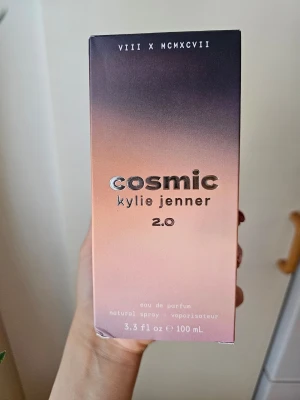 VIII X MCMXCVII
cosmic
kylie jenner
2.0
eau de parfum
natural spray - vaporisateur
3.3 fl oz e 100 mL